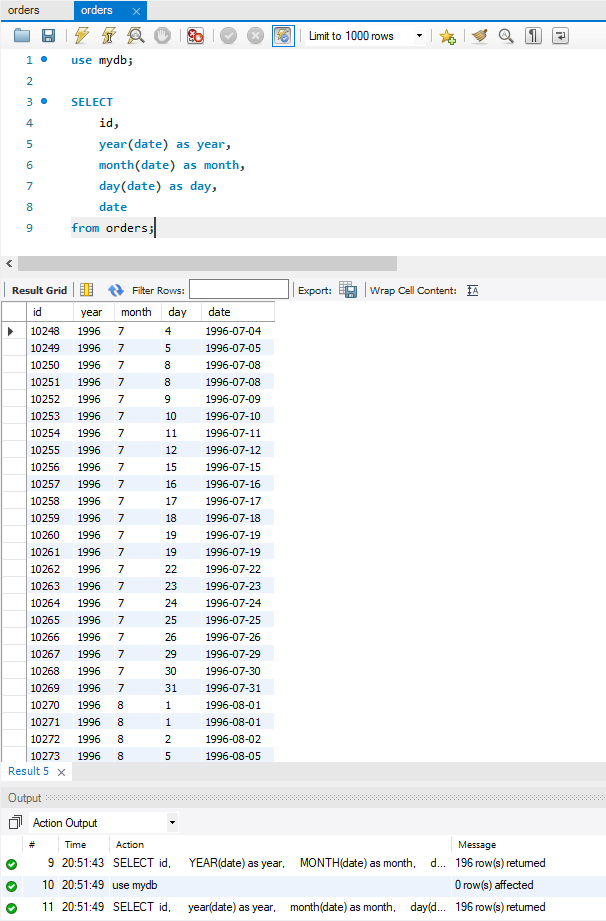 orders
orders
Limit to 1000 rows
1 use mydb;
2
3 SELECT
4 id,
5 year(date) as year,
6 month(date) as month,
7 day(date) as day,
8 date
9 from orders;
Result Grid Filter Rows: Export: Wrap Cell Content:
id year month day date
10248 1996 7 4 1996-07-04
10249 1996 7 5 1996-07-05
10250 1996 7 8 1996-07-08
10251 1996 7 8 1996-07-08
10252 1996 7 9 1996-07-09
10253 1996 7 10 1996-07-10
10254 1996 7 11 1996-07-11
10255 1996 7 12 1996-07-12
10256 1996 7 15 1996-07-15
10257 1996 7 16 1996-07-16
10258 1996 7 17 1996-07-17
10259 1996 7 18 1996-07-18
10260 1996 7 19 1996-07-19
10261 1996 7 19 1996-07-19
10262 1996 7 22 1996-07-22
10263 1996 7 23 1996-07-23
10264 1996 7 24 1996-07-24
10265 1996 7 25 1996-07-25
10266 1996 7 26 1996-07-26
10267 1996 7 29 1996-07-29
10268 1996 7 30 1996-07-30
10269 1996 7 31 1996-07-31
10270 1996 8 1 1996-08-01
10271 1996 8 1 1996-08-01
10272 1996 8 2 1996-08-02
10273 1996 8 5 1996-08-05
Result 5
Output
Action Output
# Time Action Message
9 20:51:43 SELECT id, YEAR(date) as year, MONTH(date) as month, d... 196 row(s) returned
10 20:51:49 use mydb 0 row(s) affected
11 20:51:49 SELECT id, year(date) as year, month(date) as month, day(d... 196 row(s) returned